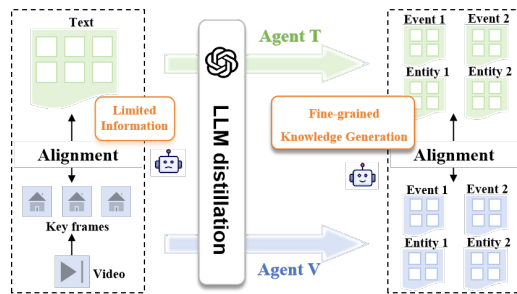 Text
Limited
Information
Alignment
Key frames
Video
LLM distillation
Agent T
Fine-grained
Knowledge Generation
Agent V
Event 1
Event 2
Entity 1
Entity 2
Alignment
Event 1
Event 2
Entity 1
Entity 2